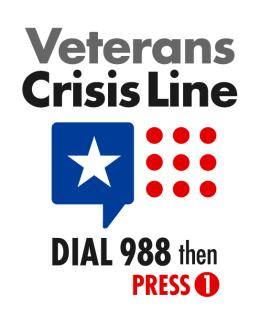 Veterans
Crisis Line
DIAL 988 then
PRESS 1